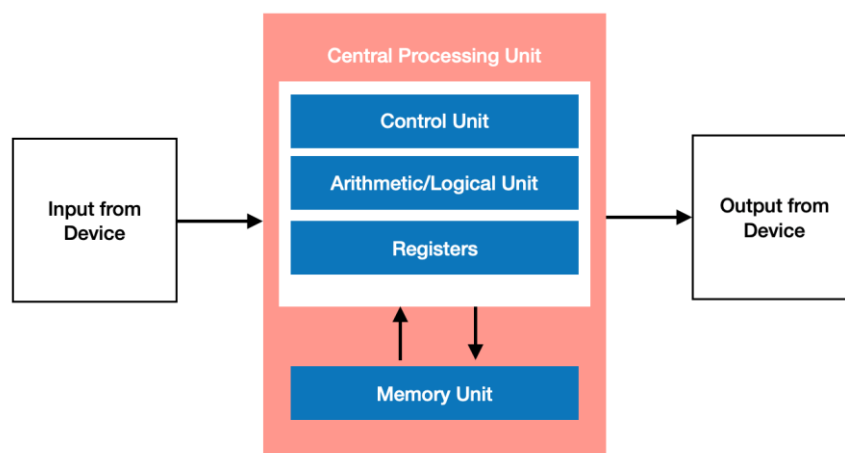 Central Processing Unit
Control Unit
Arithmetic/Logical Unit
Registers
Memory Unit
Input from
Device
Output from
Device